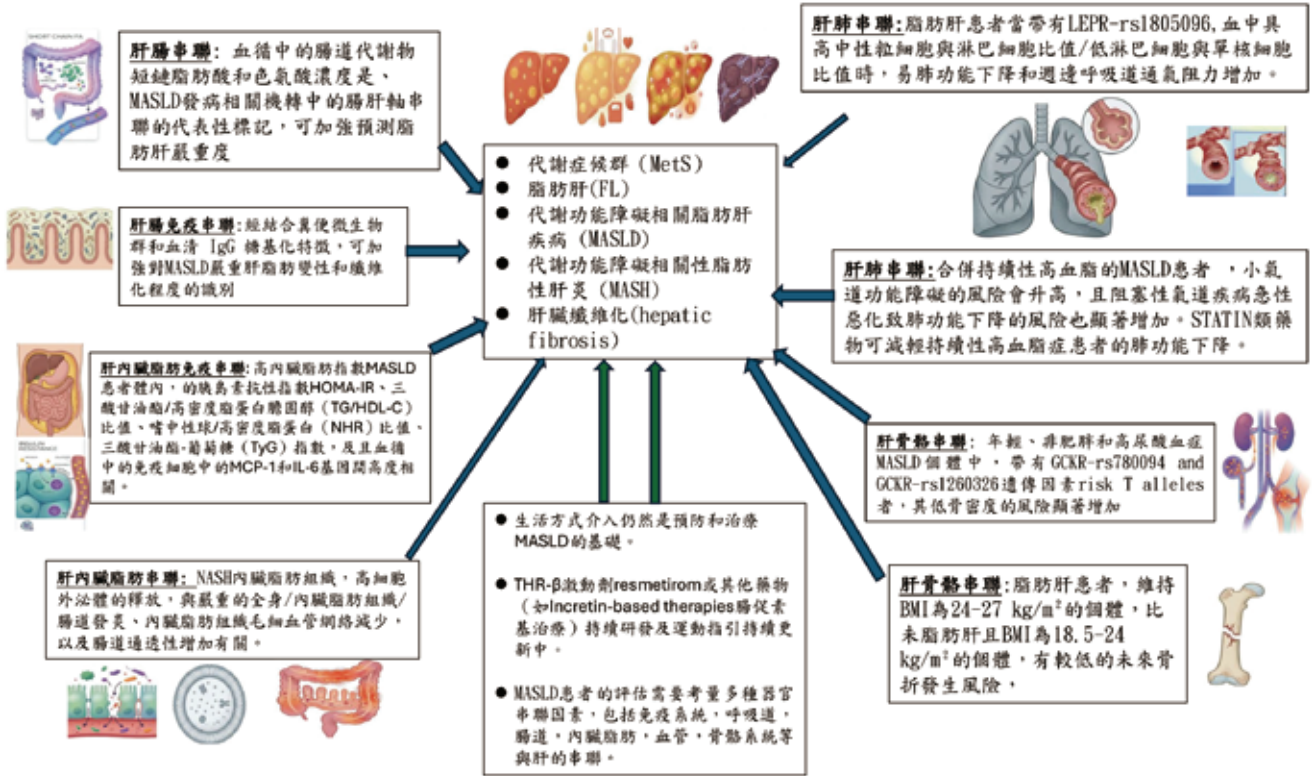 SHORT CHAIN FA
肝腸串聯: 血循中的腸道代謝物
短鏈脂肪酸和色氨酸濃度是、
MASLD發病相關機轉中的腸肝軸串
聯的代表性標記，可加強預測脂
肪肝嚴重度
肝腸免疫串聯:經結合糞便微生物
群和血清 IgG 糖基化特徵，可加
強對MASLD嚴重肝脂肪變性和纖維
化程度的識別
肝內臟脂肪免疫串聯:高內臟脂肪指數MASLD
患者體內，的胰島素抗性指數HOMA-IR、三
酸甘油酯/高密度脂蛋白膽固醇（TG/HDL-C）
比值、嗜中性球/高密度脂蛋白（NHR）比值、
三酸甘油酯-葡萄糖（TyG）指數，及且血循
中的免疫細胞中的MCP-1和IL-6基因間高度相
關。
肝內臟脂肪串聯: NASH內臟脂肪組織，高細胞
外泌體的釋放，與嚴重的全身/內臟脂肪組織/
腸道發炎、內臟脂肪組織毛細血管網絡減少，
以及腸道通透性增加有關。
● 代謝症候群（MetS）
● 脂肪肝(FL)
● 代謝功能障礙相關脂肪肝
疾病（MASLD）
● 代謝功能障礙相關性脂肪
性肝炎（MASH）
● 肝臟纖維化(hepatic
fibrosis)
● 生活方式介入仍然是預防和治療
MASLD的基礎。
● THR-β激動劑resmetirom或其他藥物
（如Incretin-based therapies腸促素
基治療）持續研發及運動指引持續更
新中。
● MASLD患者的評估需要考量多種器官
串聯因素，包括免疫系統，呼吸道，
腸道，內臟脂肪，血管，骨骼系統等
與肝的串聯。
肝肺串聯:脂肪肝患者當帶有LEPR-rs1805096,血中具
高中性粒細胞與淋巴細胞比值/低淋巴細胞與單核細胞
比值時，易肺功能下降和週邊呼吸道通氣阻力增加。
肝肺串聯:合併持續性高血脂的MASLD患者 ，小氣
道功能障礙的風險會升高，且阻塞性氣道疾病急性
惡化致肺功能下降的風險也顯著增加。STATIN類藥
物可減輕持續性高血脂症患者的肺功能下降。
肝骨骼串聯: 年輕、非肥胖和高尿酸血症
MASLD個體中，帶有GCKR-rs780094 and
GCKR-rs1260326遺傳因素risk T alleles
者，其低骨密度的風險顯著增加
肝骨骼串聯:脂肪肝患者，維持
BMI為24-27 kg/m²的個體，比
未脂肪肝且BMI為18.5-24
kg/m²的個體，有較低的未來骨
折發生風險，